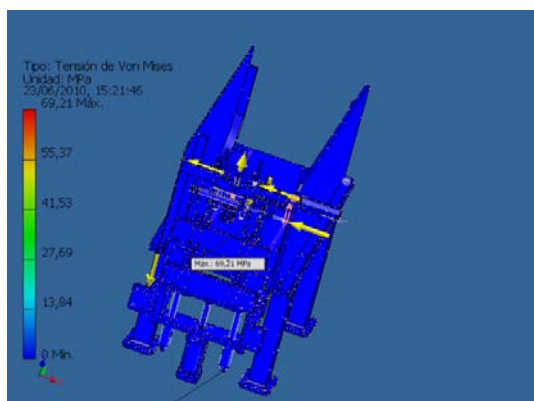 Tipo: Tensión de Von Mises
Unidad: MPa
23/06/2010, 15:21:46
69,21 Máx.
55,37
41,53
27,69
13,84
0 Mín.
Máx.: 69,21 MPa